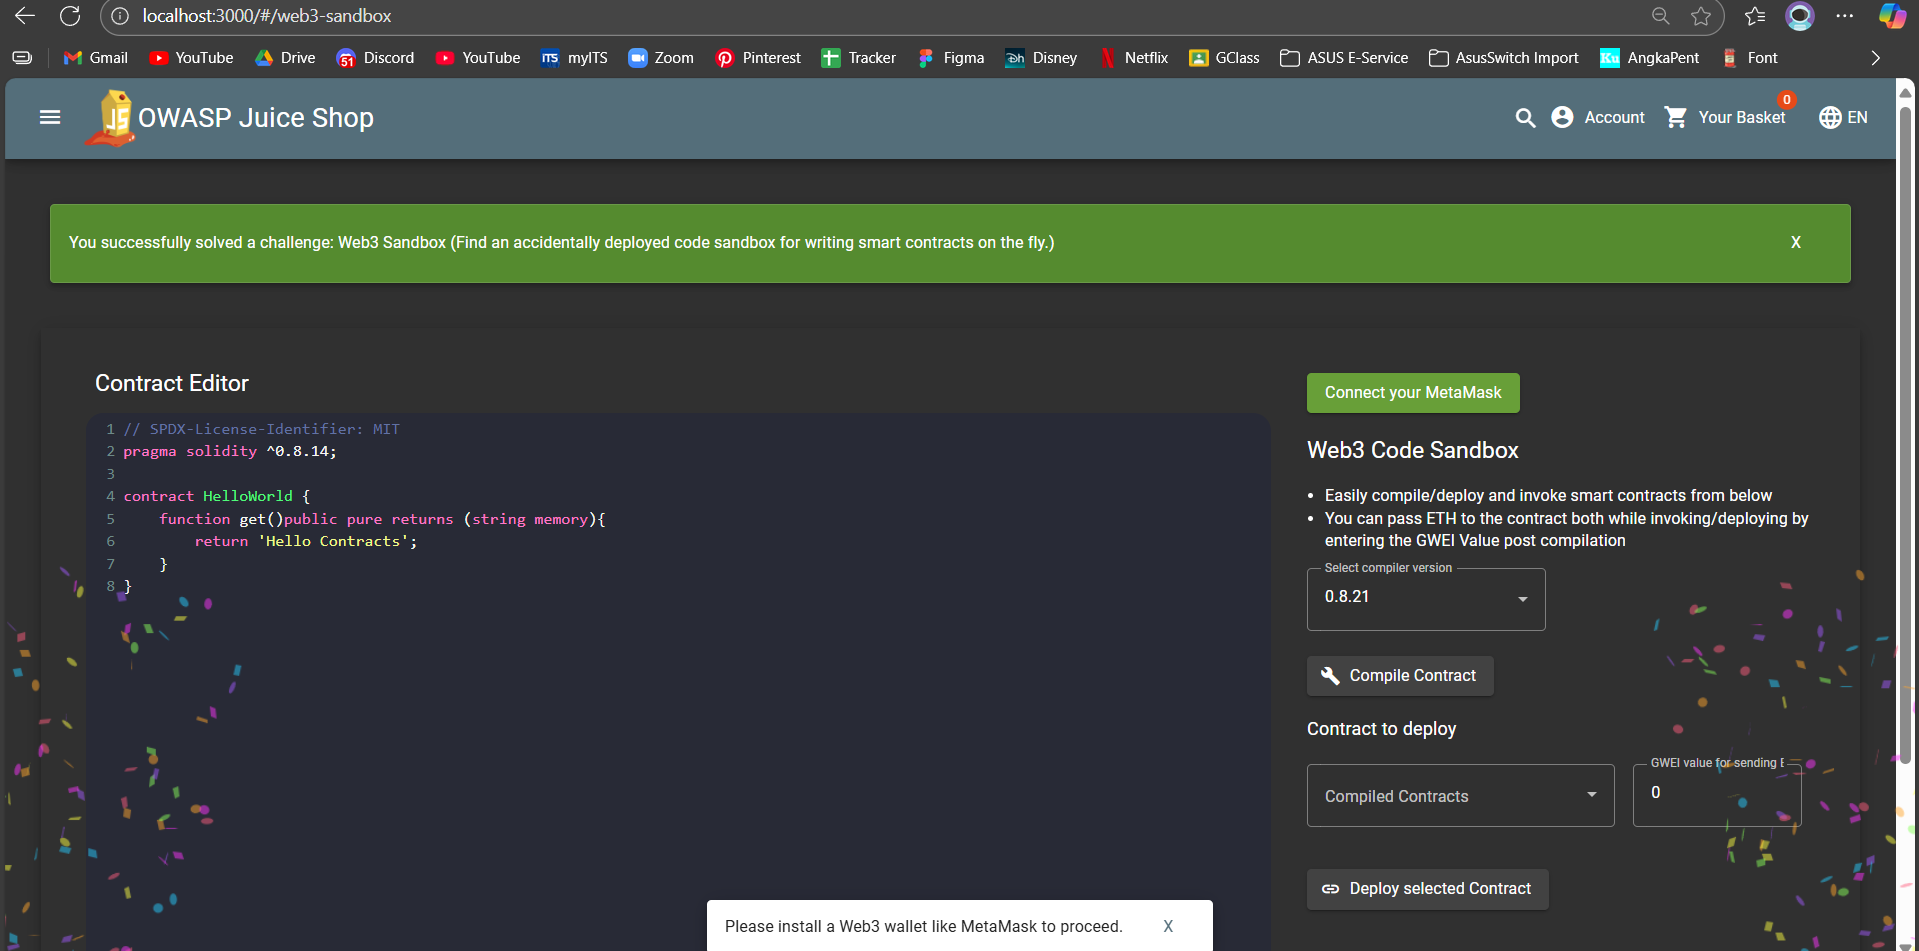 localhost:3000/#/web3-sandbox
Gmail YouTube Drive 51 Discord YouTube ITS myITS Zoom Pinterest Tracker Figma Dh Disney Netflix GClass ASUS E-Service AsusSwitch Import Ku AngkaPent Font
JS OWASP Juice Shop Account Your Basket 0 EN
You successfully solved a challenge: Web3 Sandbox (Find an accidentally deployed code sandbox for writing smart contracts on the fly.) X
Contract Editor
1 // SPDX-License-Identifier: MIT
2 pragma solidity ^0.8.14;
3
4 contract HelloWorld {
5     function get()public pure returns (string memory){
6         return 'Hello Contracts';
7     }
8 }
Connect your MetaMask
Web3 Code Sandbox
• Easily compile/deploy and invoke smart contracts from below
• You can pass ETH to the contract both while invoking/deploying by
entering the GWEI Value post compilation
Select compiler version
0.8.21
Compile Contract
Contract to deploy
Compiled Contracts
GWEI value for sending E
0
Deploy selected Contract
Please install a Web3 wallet like MetaMask to proceed. X